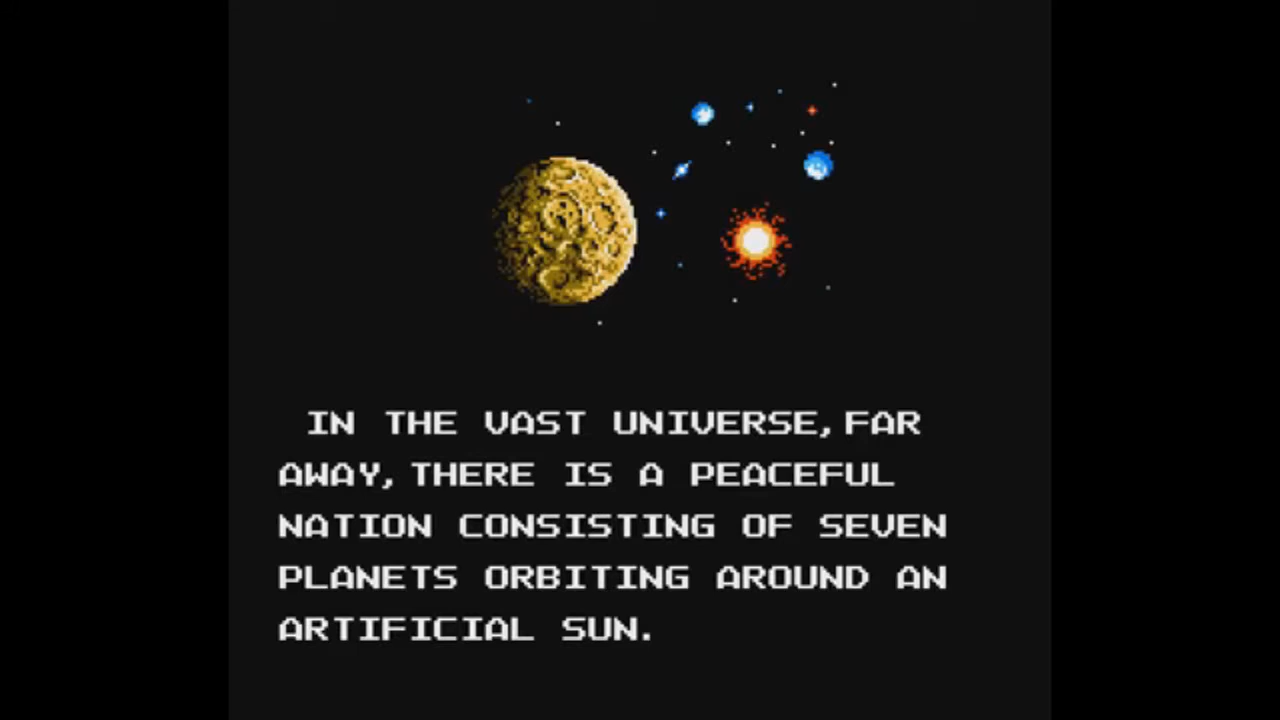 IN THE VAST UNIVERSE, FAR
AWAY, THERE IS A PEACEFUL
NATION CONSISTING OF SEVEN
PLANETS ORBITING AROUND AN
ARTIFICIAL SUN.